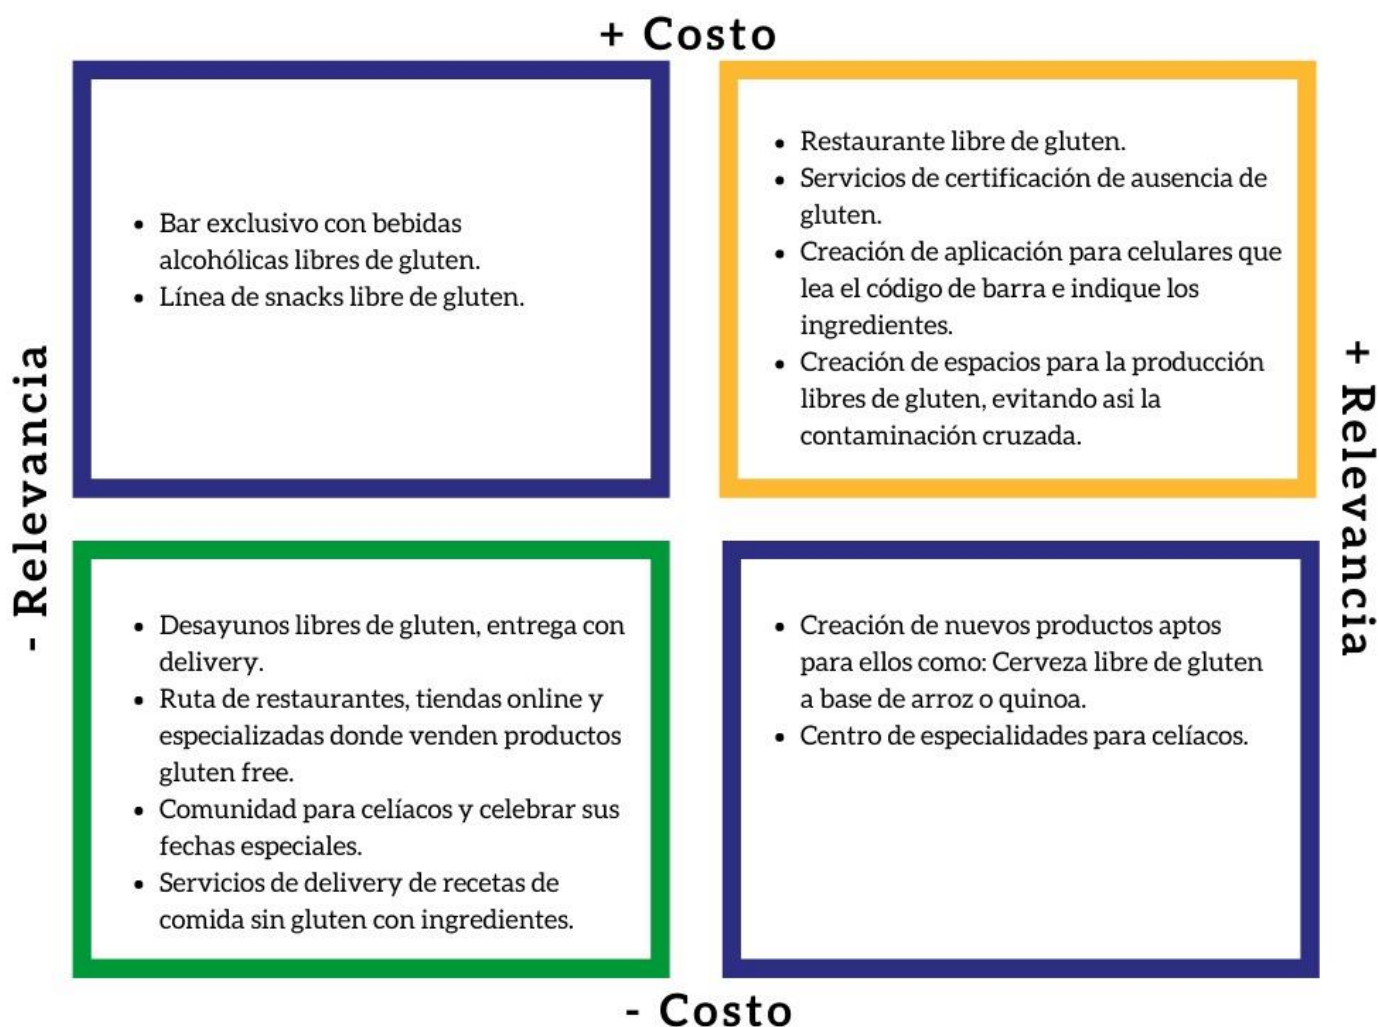 + Costo
- Relevancia
• Bar exclusivo con bebidas
alcohólicas libres de gluten.
• Línea de snacks libre de gluten.
• Restaurante libre de gluten.
• Servicios de certificación de ausencia de
gluten.
• Creación de aplicación para celulares que
lea el código de barra e indique los
ingredientes.
• Creación de espacios para la producción
libres de gluten, evitando asi la
contaminación cruzada.
+ Relevancia
• Desayunos libres de gluten, entrega con
delivery.
• Ruta de restaurantes, tiendas online y
especializadas donde venden productos
gluten free.
• Comunidad para celíacos y celebrar sus
fechas especiales.
• Servicios de delivery de recetas de
comida sin gluten con ingredientes.
• Creación de nuevos productos aptos
para ellos como: Cerveza libre de gluten
a base de arroz o quinoa.
• Centro de especialidades para celíacos.
- Costo